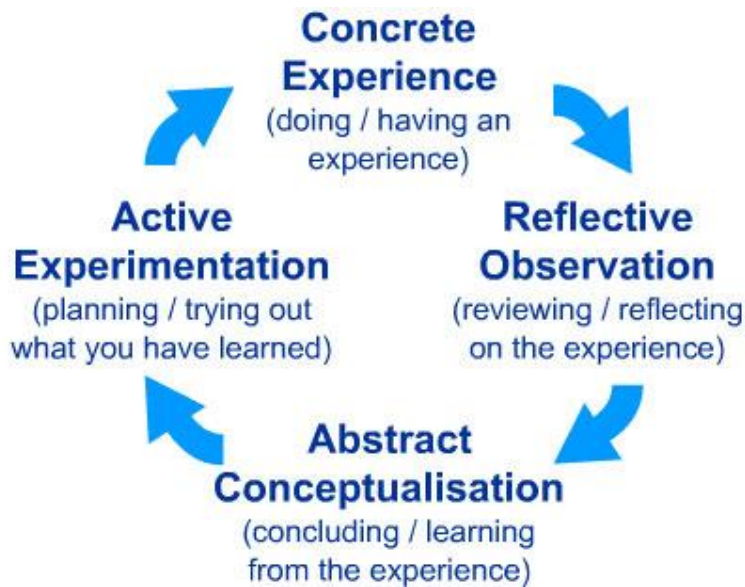 Concrete
Experience
(doing / having an
experience)
Active
Experimentation
(planning / trying out
what you have learned)
Reflective
Observation
(reviewing / reflecting
on the experience)
Abstract
Conceptualisation
(concluding / learning
from the experience)